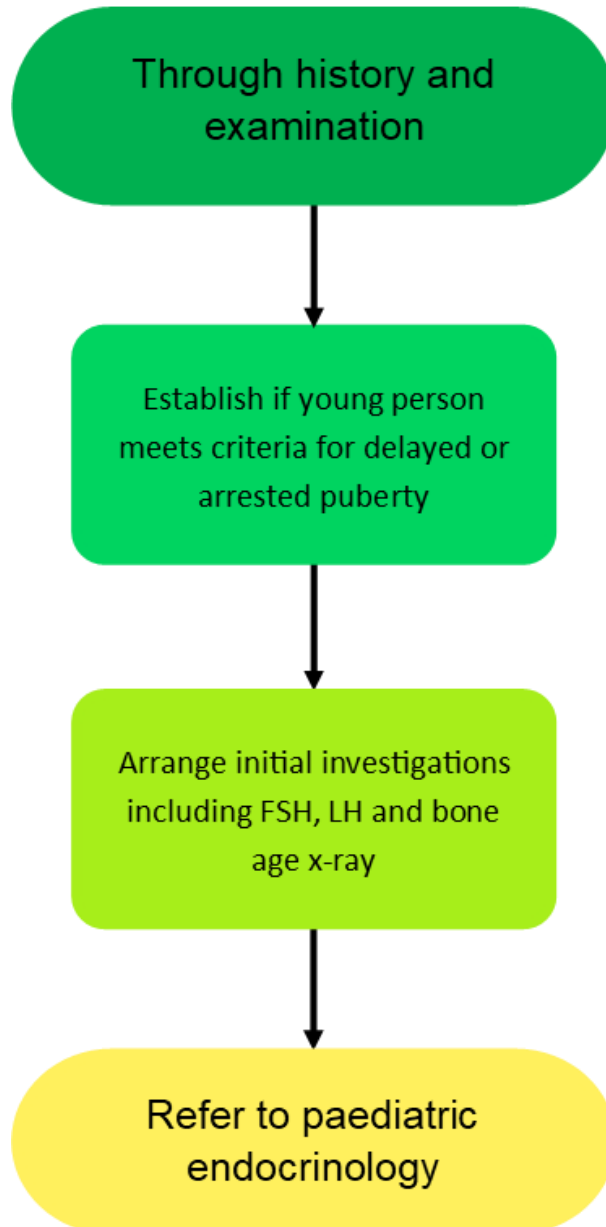 Through history and
examination
Establish if young person
meets criteria for delayed or
arrested puberty
Arrange initial investigations
including FSH, LH and bone
age x-ray
Refer to paediatric
endocrinology